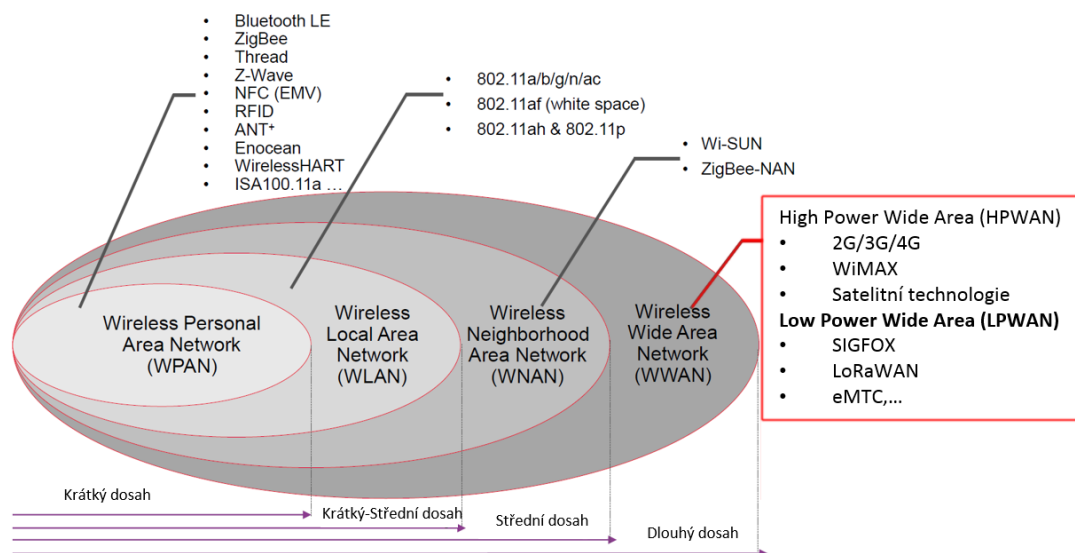 Bluetooth LE
ZigBee
Thread
Z-Wave
NFC (EMV)
RFID
ANT+
Enocean
WirelessHART
ISA100.11a ...
802.11a/b/g/n/ac
802.11af (white space)
802.11ah & 802.11p
Wi-SUN
ZigBee-NAN
High Power Wide Area (HPWAN)
2G/3G/4G
WiMAX
Satelitní technologie
Low Power Wide Area (LPWAN)
SIGFOX
LoRaWAN
eMTC,...
Wireless Personal
Area Network
(WPAN)
Wireless
Local Area
Network
(WLAN)
Wireless
Neighborhood
Area Network
(WNAN)
Wireless
Wide Area
Network
(WWAN)
Krátký dosah
Krátký-Střední dosah
Střední dosah
Dlouhý dosah